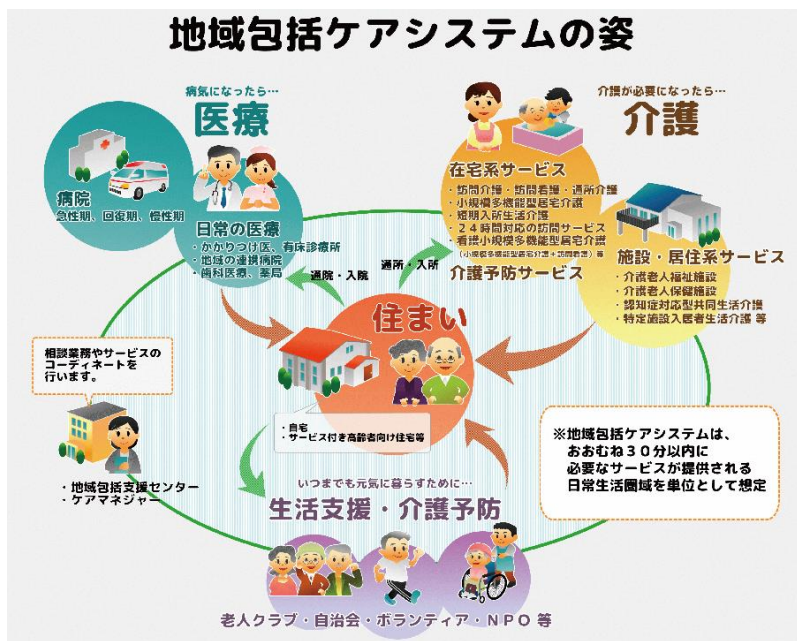 地域包括ケアシステムの姿
病気になったら…
医療
病院
急性期、回復期、慢性期
日常の医療
・かかりつけ医、有床診療所
・地域の連携病院
・歯科医療、薬局
通院・入院
通所・入所
介護が必要になったら…
介護
在宅系サービス
・訪問介護・訪問看護・通所介護
・小規模多機能型居宅介護
・短期入所生活介護
・24時間対応の訪問サービス
・看護小規模多機能型居宅介護
(小規模多機能型居宅介護+訪問看護) 等
介護予防サービス
施設・居住系サービス
・介護老人福祉施設
・介護老人保健施設
・認知症対応型共同生活介護
・特定施設入居者生活介護 等
住まい
・自宅
・サービス付き高齢者向け住宅等
相談業務やサービスの
コーディネートを
行います。
・地域包括支援センター
・ケアマネジャー
※地域包括ケアシステムは、
おおむね30分以内に
必要なサービスが提供される
日常生活圏域を単位として想定
いつまでも元気に暮らすために…
生活支援・介護予防
老人クラブ・自治会・ボランティア・NPO 等